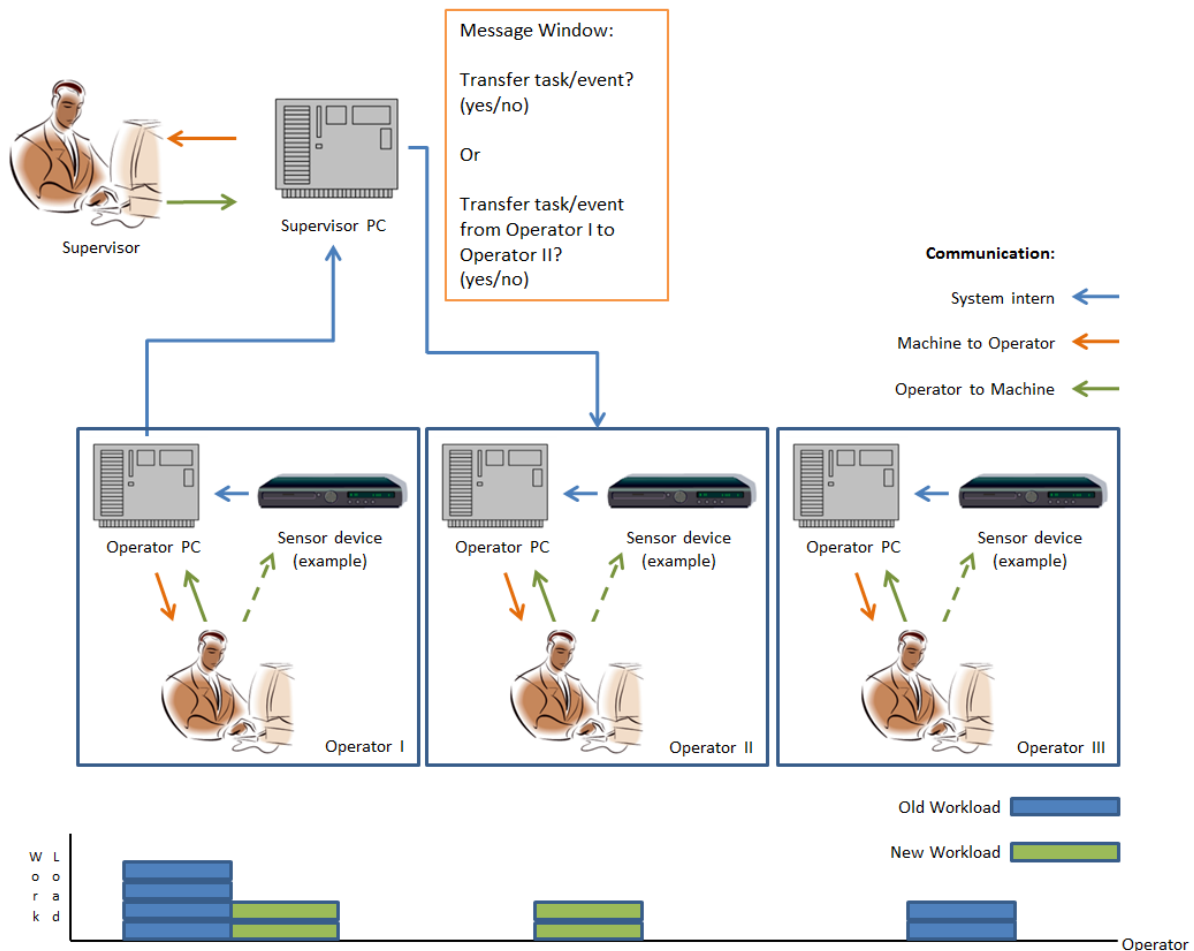 Message Window:
Transfer task/event?
(yes/no)
Or
Transfer task/event
from Operator I to
Operator II?
(yes/no)
Supervisor PC
Supervisor
Communication:
System intern
Machine to Operator
Operator to Machine
Operator PC
Sensor device
(example)
Operator I
Operator PC
Sensor device
(example)
Operator II
Operator PC
Sensor device
(example)
Operator III
Old Workload
New Workload
Work
Load
Operator